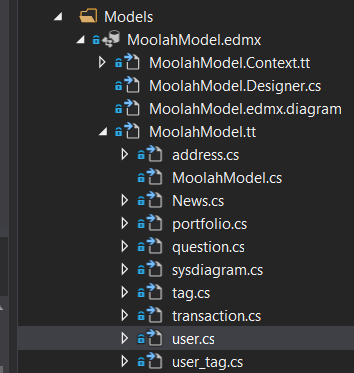 Models
MoolahModel.edmx
MoolahModel.Context.tt
MoolahModel.Designer.cs
MoolahModel.edmx.diagram
MoolahModel.tt
address.cs
MoolahModel.cs
News.cs
portfolio.cs
question.cs
sysdiagram.cs
tag.cs
transaction.cs
user.cs
user_tag.cs